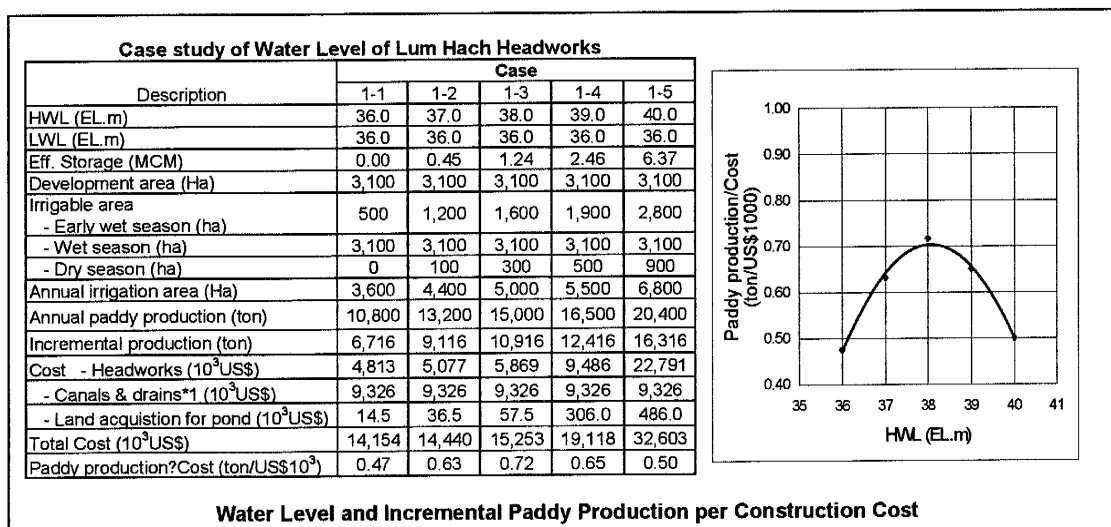 Case study of Water Level of Lum Hach Headworks
Description Case
1-1 1-2 1-3 1-4 1-5
HWL (EL.m) 36.0 37.0 38.0 39.0 40.0
LWL (EL.m) 36.0 36.0 36.0 36.0 36.0
Eff. Storage (MCM) 0.00 0.45 1.24 2.46 6.37
Development area (Ha) 3,100 3,100 3,100 3,100 3,100
Irrigable area
- Early wet season (ha) 500 1,200 1,600 1,900 2,800
- Wet season (ha) 3,100 3,100 3,100 3,100 3,100
- Dry season (ha) 0 100 300 500 900
Annual irrigation area (Ha) 3,600 4,400 5,000 5,500 6,800
Annual paddy production (ton) 10,800 13,200 15,000 16,500 20,400
Incremental production (ton) 6,716 9,116 10,916 12,416 16,316
Cost - Headworks (10³US$) 4,813 5,077 5,869 9,486 22,791
- Canals & drains*1 (10³US$) 9,326 9,326 9,326 9,326 9,326
- Land acquistion for pond (10³US$) 14.5 36.5 57.5 306.0 486.0
Total Cost (10³US$) 14,154 14,440 15,253 19,118 32,603
Paddy production?Cost (ton/US$10³) 0.47 0.63 0.72 0.65 0.50
Paddy production/Cost
(ton/US$1000)
1.00
0.90
0.80
0.70
0.60
0.50
0.40
35 36 37 38 39 40 41
HWL (EL.m)
Water Level and Incremental Paddy Production per Construction Cost